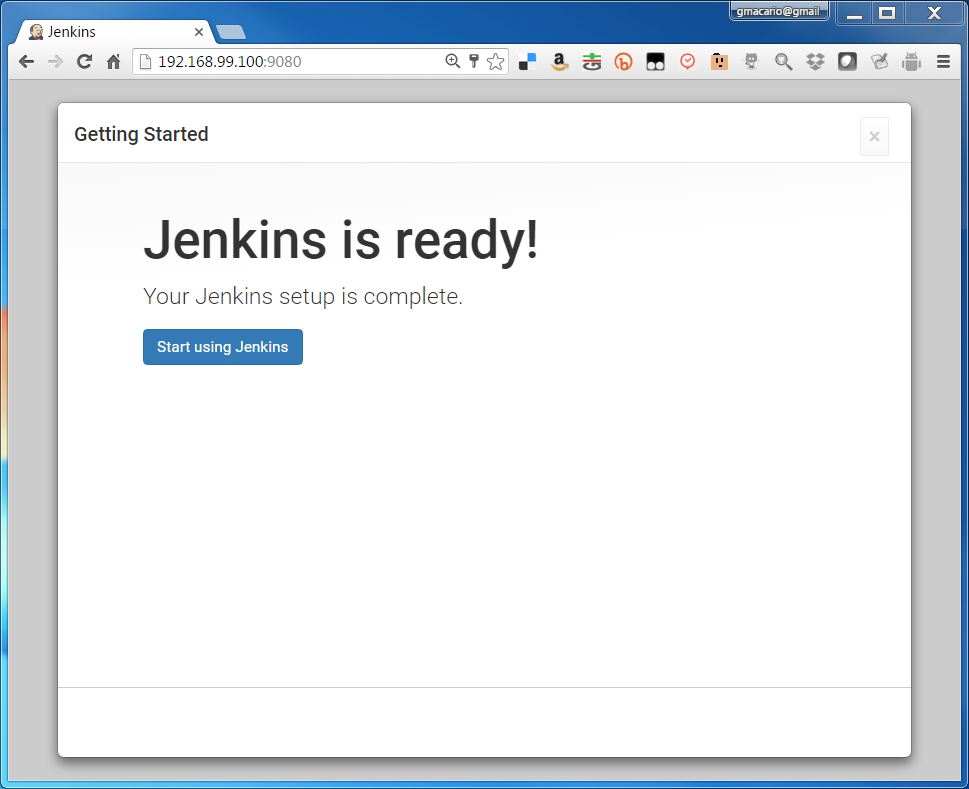 gmacario@gmail
Jenkins
192.168.99.100:9080
Getting Started
Jenkins is ready!
Your Jenkins setup is complete.
Start using Jenkins